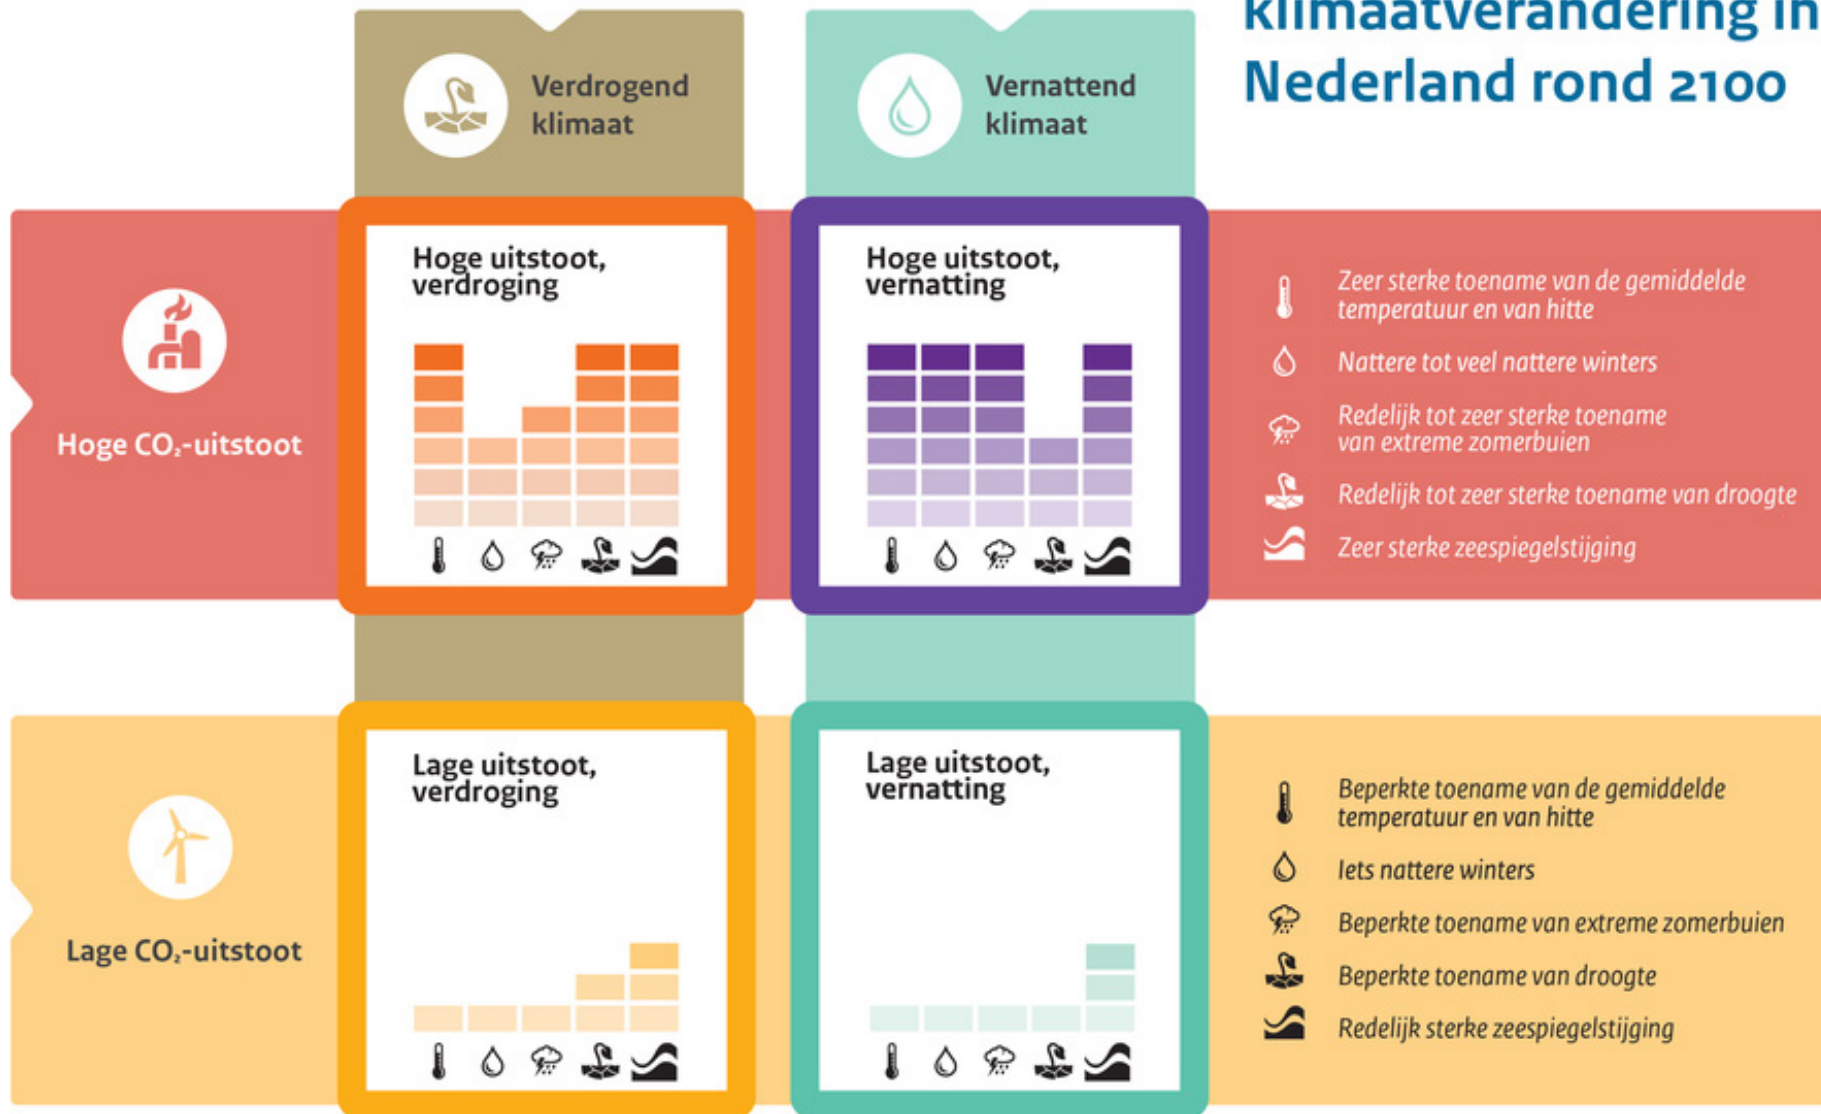 klimaatverandering in
Nederland rond 2100
Verdrogend
klimaat
Vernattend
klimaat
Hoge CO₂-uitstoot
Hoge uitstoot,
verdroging
Hoge uitstoot,
vernatting
Zeer sterke toename van de gemiddelde
temperatuur en van hitte
Nattere tot veel nattere winters
Redelijk tot zeer sterke toename
van extreme zomerbuien
Redelijk tot zeer sterke toename van droogte
Zeer sterke zeespiegelstijging
Lage CO₂-uitstoot
Lage uitstoot,
verdroging
Lage uitstoot,
vernatting
Beperkte toename van de gemiddelde
temperatuur en van hitte
Iets nattere winters
Beperkte toename van extreme zomerbuien
Beperkte toename van droogte
Redelijk sterke zeespiegelstijging